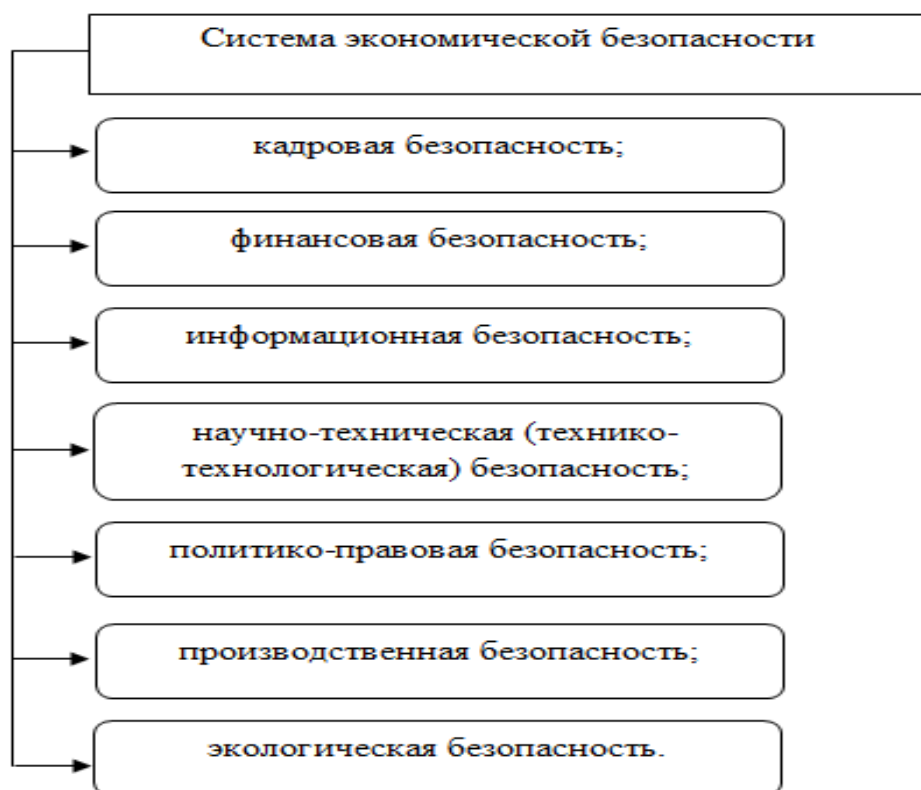 Система экономической безопасности
кадровая безопасность;
финансовая безопасность;
информационная безопасность;
научно-техническая (технико-
технологическая) безопасность;
политико-правовая безопасность;
производственная безопасность;
экологическая безопасность.